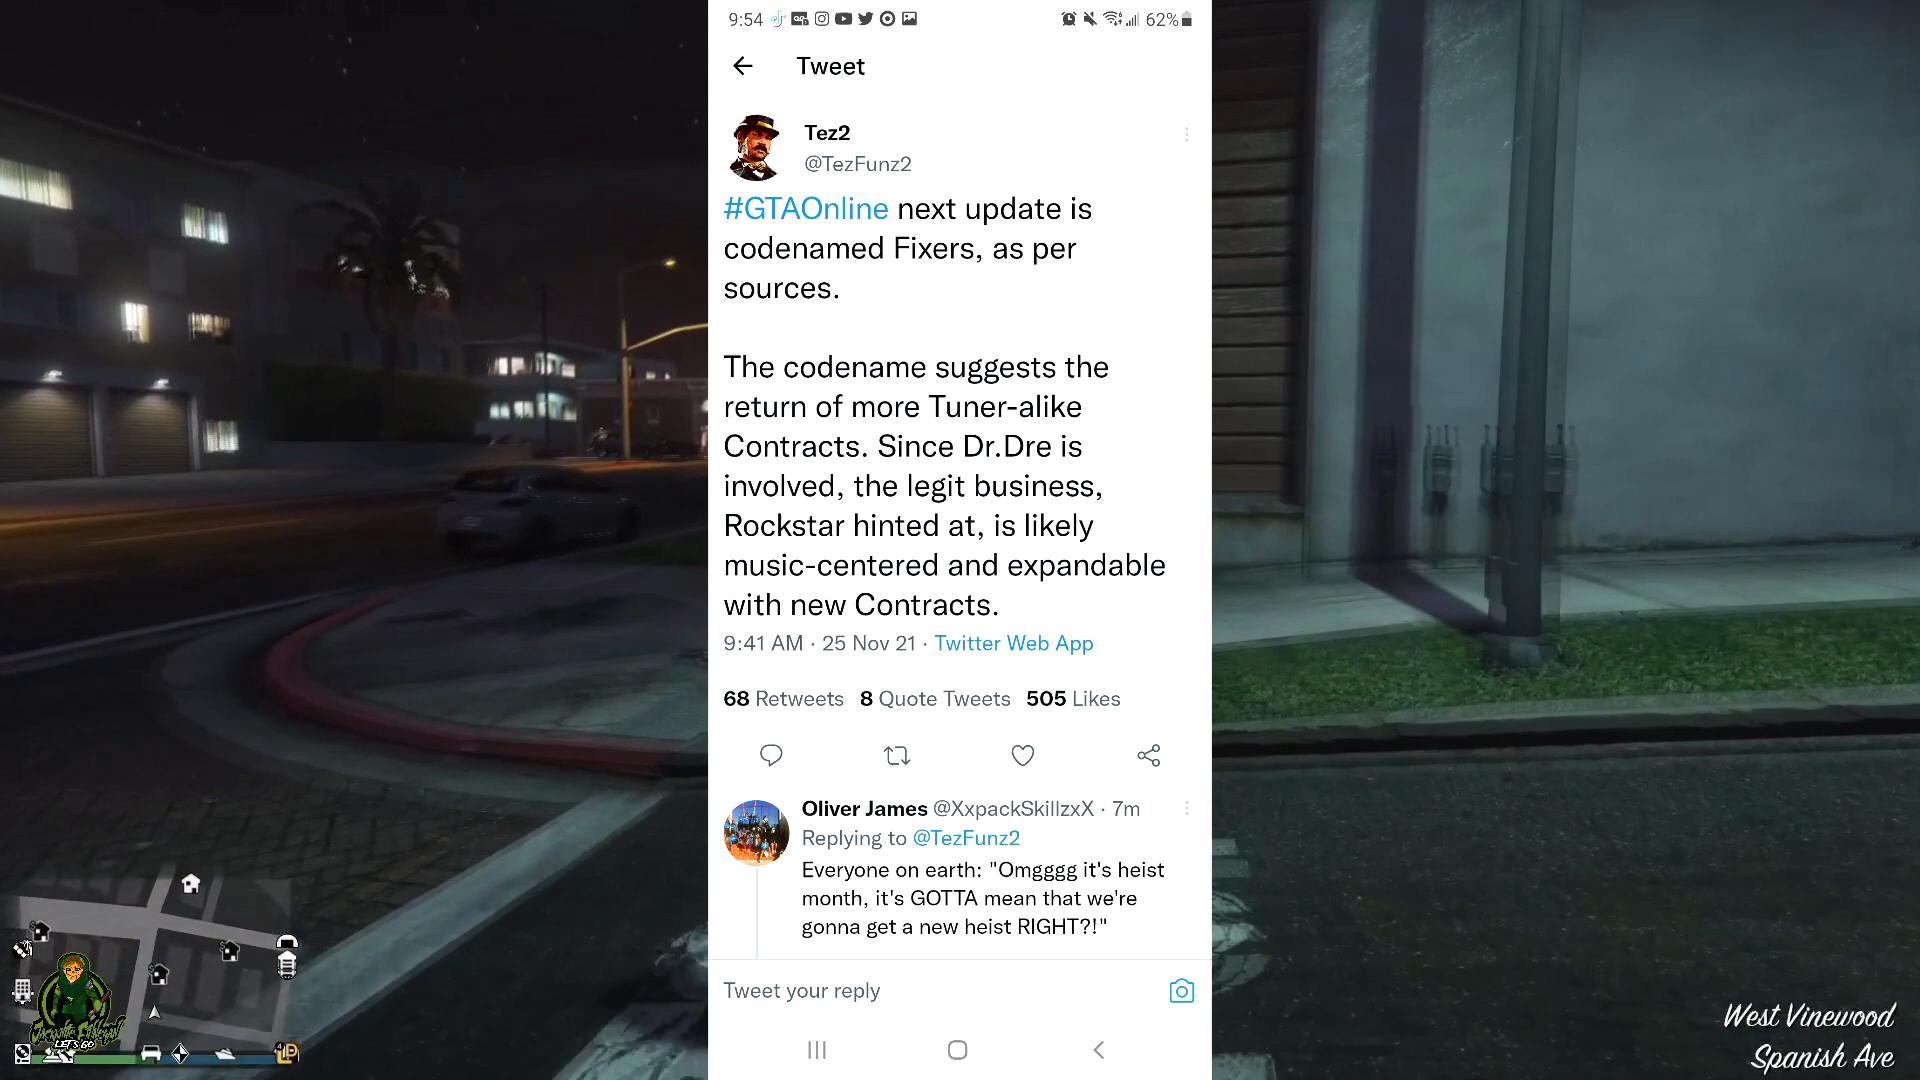 9:54
62%
Tweet
Tez2
@TezFunz2
#GTAOnline next update is
codenamed Fixers, as per
sources.
The codename suggests the
return of more Tuner-alike
Contracts. Since Dr.Dre is
involved, the legit business,
Rockstar hinted at, is likely
music-centered and expandable
with new Contracts.
9:41 AM · 25 Nov 21 · Twitter Web App
68 Retweets 8 Quote Tweets 505 Likes
Oliver James @XxpackSkillzxX · 7m
Replying to @TezFunz2
Everyone on earth: "Omgggg it's heist
month, it's GOTTA mean that we're
gonna get a new heist RIGHT?!"
Tweet your reply
LET'S GO
West Vinewood
Spanish Ave